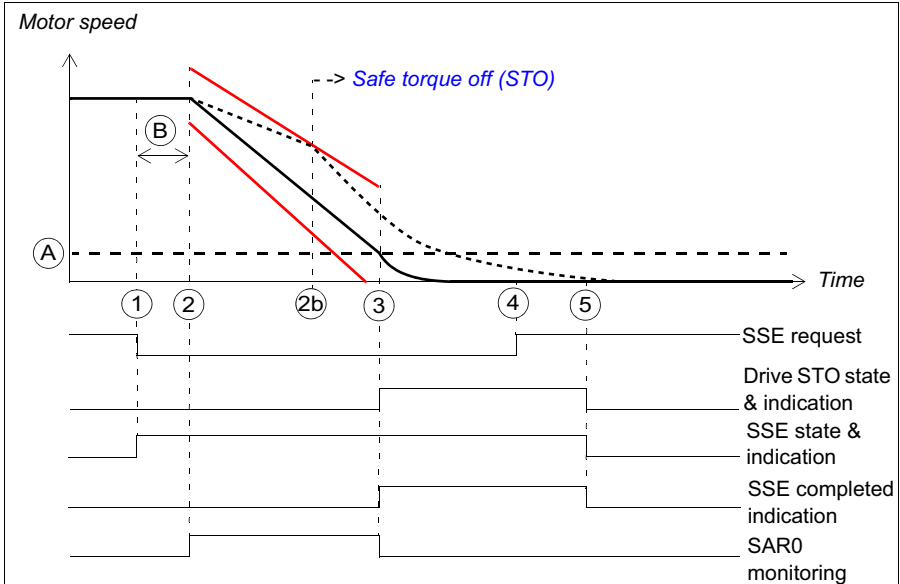 Motor speed
Safe torque off (STO)
B
A
Time
1
2
2b
3
4
5
SSE request
Drive STO state
& indication
SSE state &
indication
SSE completed
indication
SAR0
monitoring